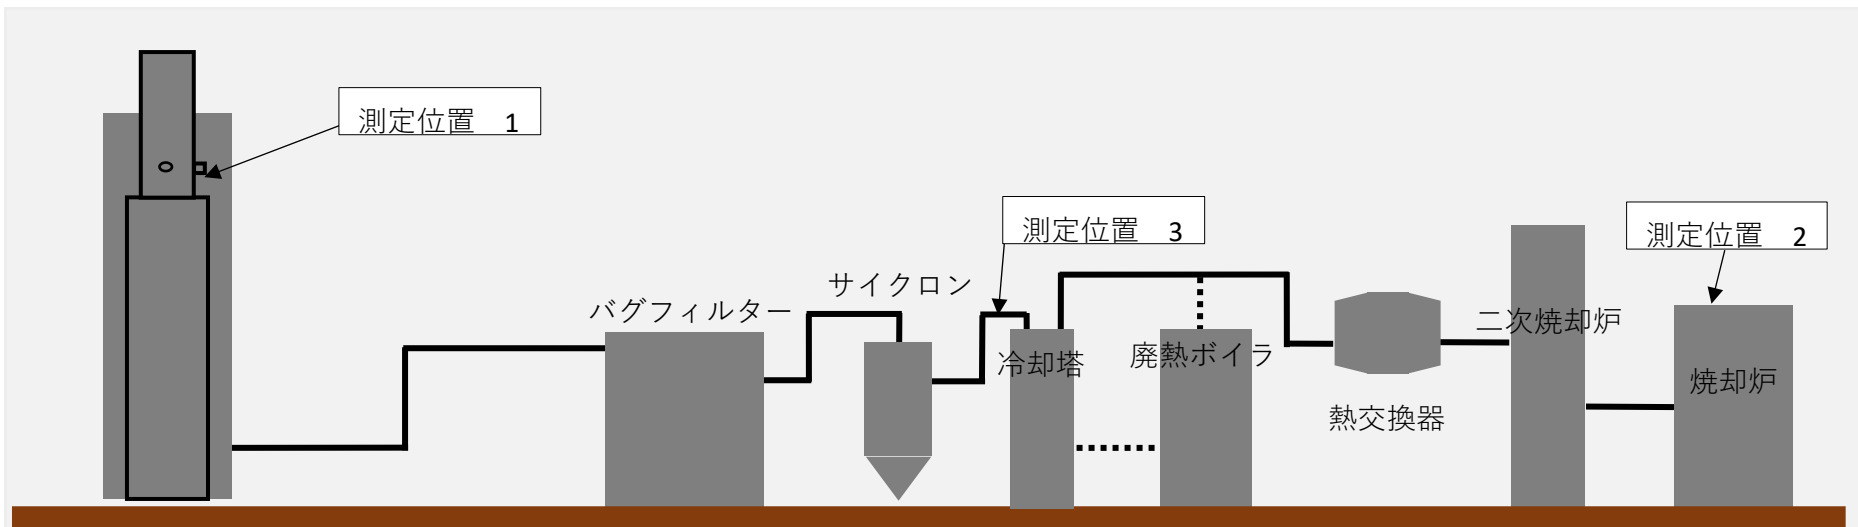 測定位置　1
測定位置　3
測定位置　2
サイクロン
バグフィルター
二次焼却炉
冷却塔
廃熱ボイラ
焼却炉
熱交換器